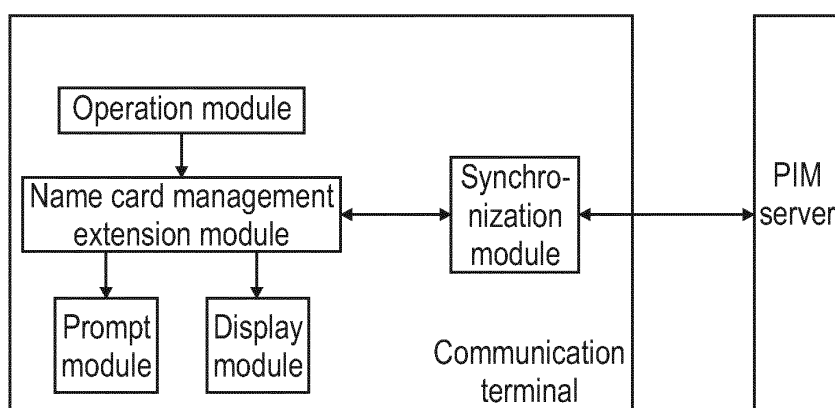 Operation module
Name card management
extension module
Synchro-
nization
module
PIM
server
Prompt
module
Display
module
Communication
terminal